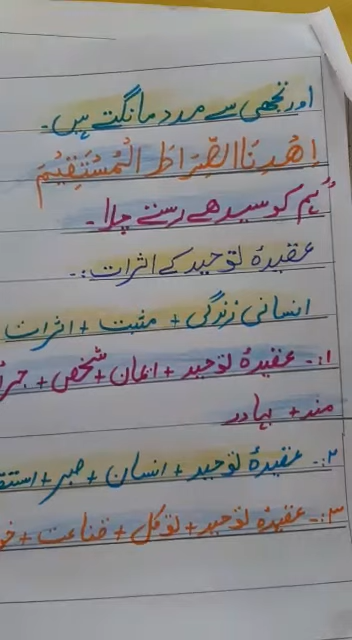 اور تجھی سے مدد مانگتے ہیں۔
اِهْدِنَا الصِّرَاطَ الْمُسْتَقِيْمَ
"ہم کو سیدھے رستے چلا۔
عقیدۂ توحید کے اثرات:۔
انسانی زندگی + مثبت + اثرات
۱:۔ عقیدۂ توحید + ایمان + شخص +
مند + بہادر
۲:۔ عقیدۂ توحید + انسان + صبر +
۳:۔ عقیدۂ توحید + توکل + قناعت +